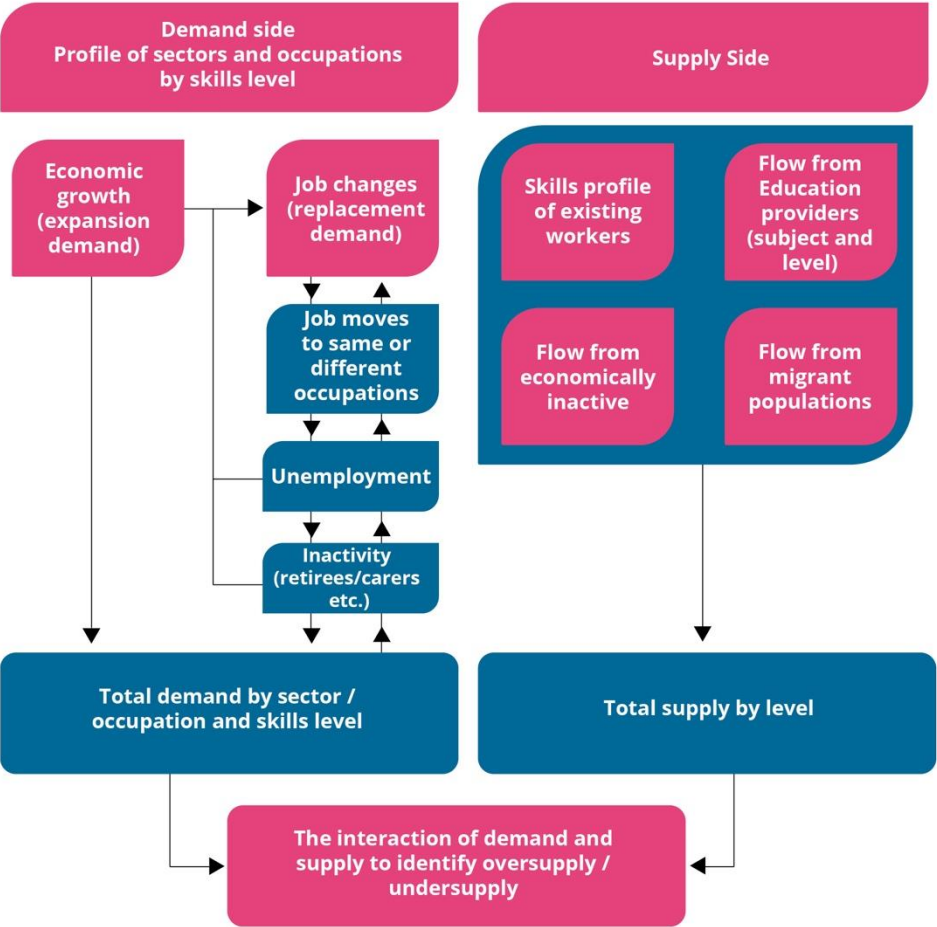 Demand side
Profile of sectors and occupations
by skills level
Supply Side
Economic
growth
(expansion
demand)
Job changes
(replacement
demand)
Job moves
to same or
different
occupations
Unemployment
Inactivity
(retirees/carers
etc.)
Skills profile
of existing
workers
Flow from
Education
providers
(subject and
level)
Flow from
economically
inactive
Flow from
migrant
populations
Total demand by sector /
occupation and skills level
Total supply by level
The interaction of demand and
supply to identify oversupply /
undersupply